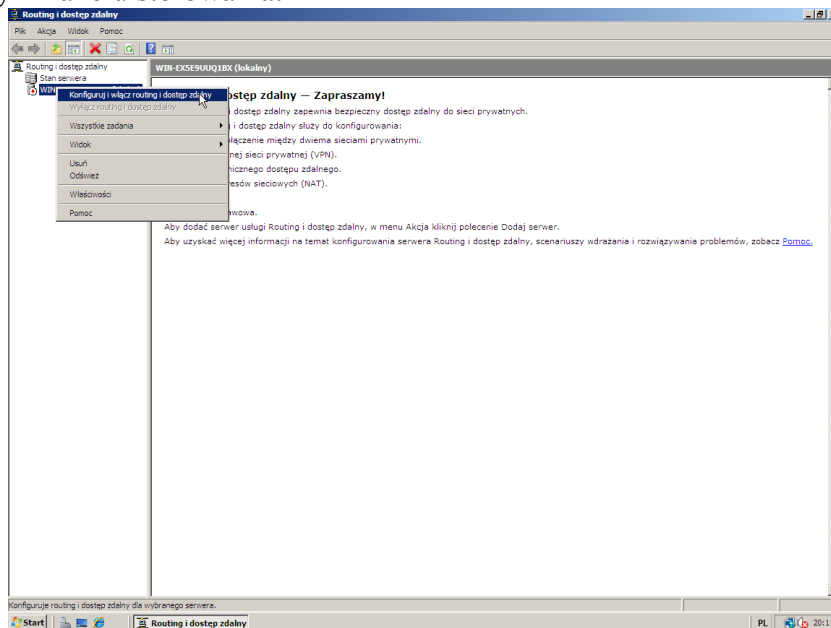 Routing i dostęp zdalny
Plik Akcja Widok Pomoc
Routing i dostęp zdalny
Stan serwera
WIN
WIN-EX5E9UUQ1BX (lokalny)
Konfiguruj i włącz routing i dostęp zdalny
Wyłącz routing i dostęp zdalny
Wszystkie zadania
Widok
Usuń
Odśwież
Właściwości
Pomoc
ostęp zdalny — Zapraszamy!
i dostęp zdalny zapewnia bezpieczny dostęp zdalny do sieci prywatnych.
i dostęp zdalny służy do konfigurowania:
łączenie między dwiema sieciami prywatnymi.
nej sieci prywatnej (VPN).
nicznego dostępu zdalnego.
resów sieciowych (NAT).
awowa.
Aby dodać serwer usługi Routing i dostęp zdalny, w menu Akcja kliknij polecenie Dodaj serwer.
Aby uzyskać więcej informacji na temat konfigurowania serwera Routing i dostęp zdalny, scenariuszy wdrażania i rozwiązywania problemów, zobacz Pomoc.
Konfiguruje routing i dostęp zdalny dla wybranego serwera.
Start Routing i dostęp zdalny PL